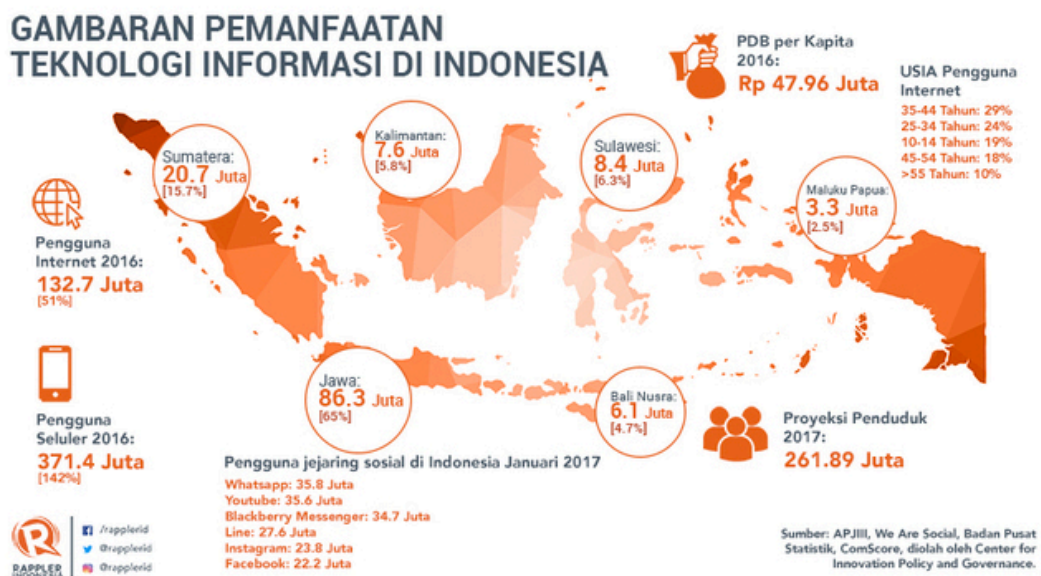 GAMBARAN PEMANFAATAN
TEKNOLOGI INFORMASI DI INDONESIA
PDB per Kapita
2016:
Rp 47.96 Juta
USIA Pengguna
Internet
35-44 Tahun: 29%
25-34 Tahun: 24%
10-14 Tahun: 19%
45-54 Tahun: 18%
>55 Tahun: 10%
Sumatera:
20.7 Juta
[15.7%]
Kalimantan:
7.6 Juta
[5.8%]
Sulawesi:
8.4 Juta
[6.3%]
Maluku Papua:
3.3 Juta
[2.5%]
Pengguna
Internet 2016:
132.7 Juta
[51%]
Pengguna
Seluler 2016:
371.4 Juta
[142%]
Jawa:
86.3 Juta
[65%]
Bali Nusra:
6.1 Juta
[4.7%]
Proyeksi Penduduk
2017:
261.89 Juta
Pengguna jejaring sosial di Indonesia Januari 2017
Whatsapp: 35.8 Juta
Youtube: 35.6 Juta
Blackberry Messenger: 34.7 Juta
Line: 27.6 Juta
Instagram: 23.8 Juta
Facebook: 22.2 Juta
RAPPLER
INDONESIA
/rapplerid
@rapplerid
@rapplerid
Sumber: APJIII, We Are Social, Badan Pusat
Statistik, ComScore, diolah oleh Center for
Innovation Policy and Governance.